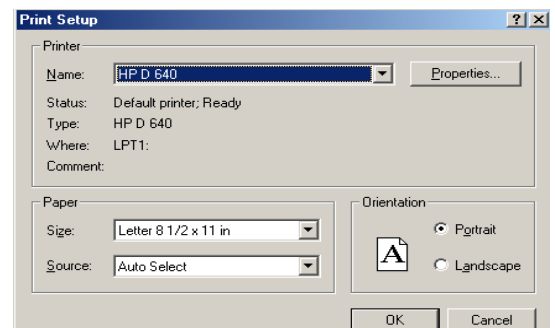 Print Setup
Printer
Name: HP D 640 Properties...
Status: Default printer; Ready
Type: HP D 640
Where: LPT1:
Comment:
Paper Orientation
Size: Letter 8 1/2 x 11 in Portrait
A
Source: Auto Select Landscape
OK Cancel